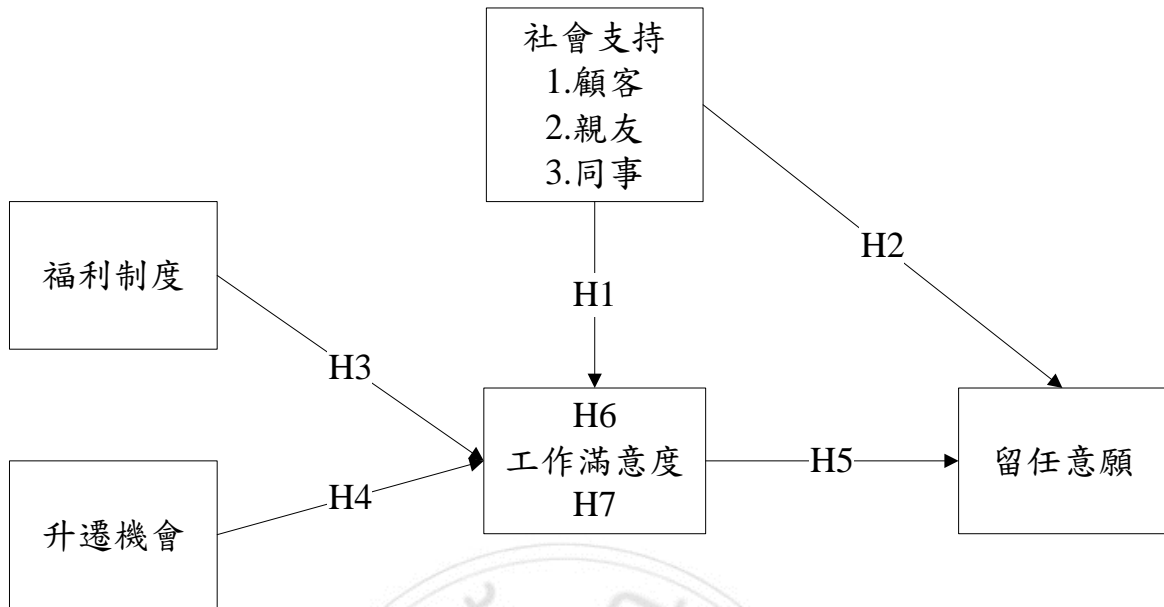 社會支持
1.顧客
2.親友
3.同事
福利制度
H2
H1
H3
H6
工作滿意度
H7
H5
留任意願
H4
升遷機會